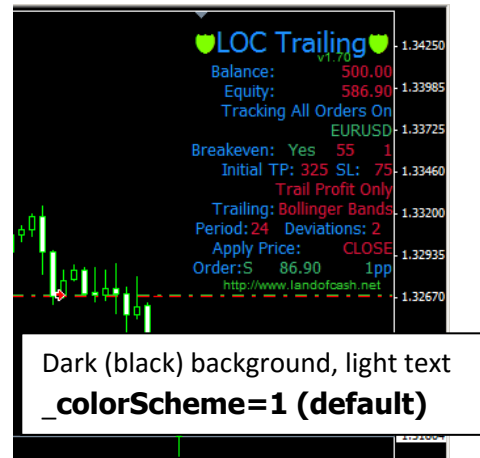 LOC Trailing
v1.70
Balance: 500.00
Equity: 586.90
Tracking All Orders On
EURUSD
Breakeven: Yes 55 1
Initial TP: 325 SL: 75
Trail Profit Only
Trailing: Bollinger Bands
Period: 24 Deviations: 2
Apply Price: CLOSE
Order:S 86.90 1pp
http://www.landofcash.net
1.34250
1.33985
1.33725
1.33460
1.33200
1.32935
1.32670
Dark (black) background, light text
_colorScheme=1 (default)